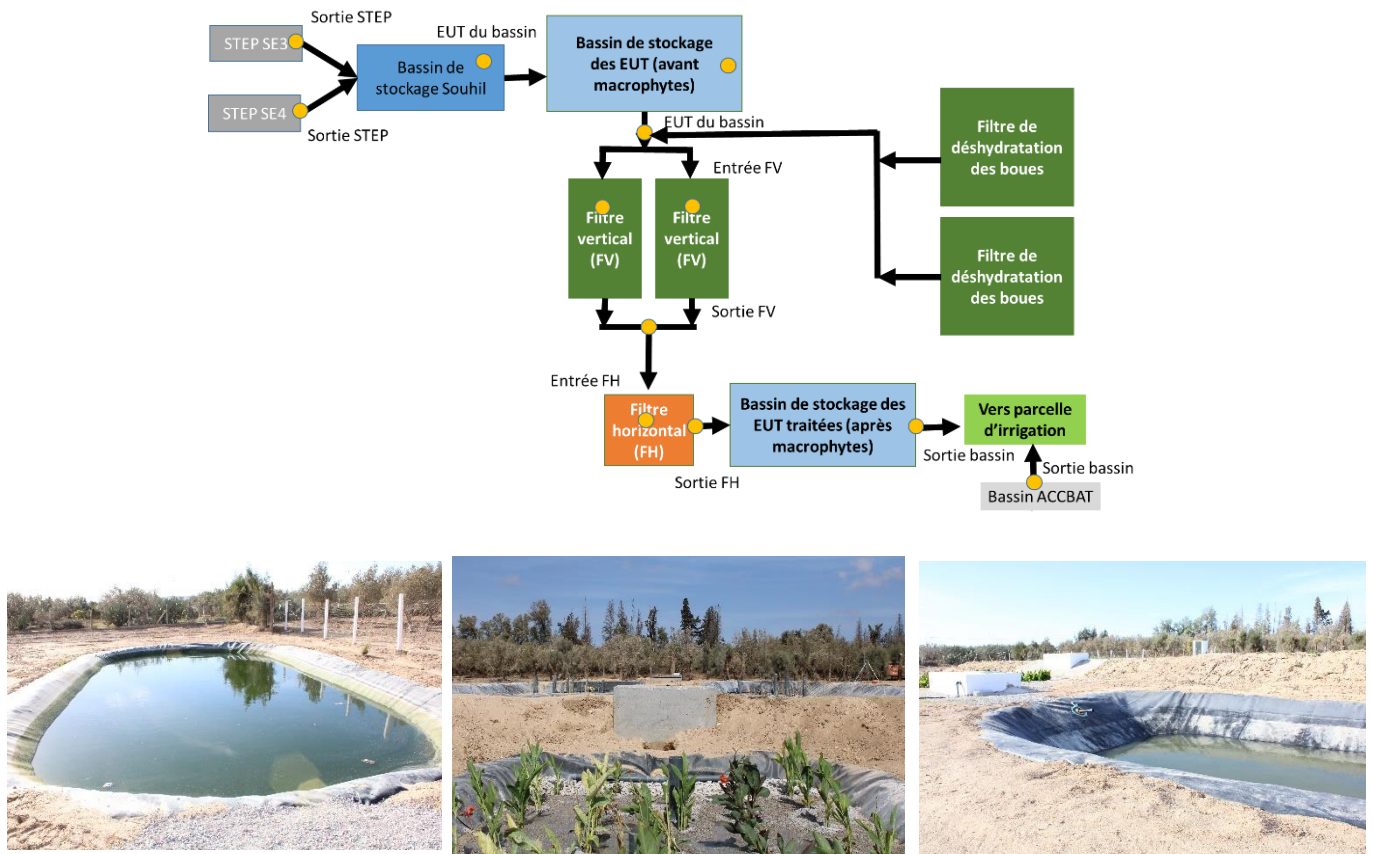 Sortie STEP
STEP SE3
EUT du bassin
Bassin de
stockage Souhil
Bassin de stockage
des EUT (avant
macrophytes)
STEP SE4
Sortie STEP
EUT du bassin
Filtre de
déshydratation
des boues
Entrée FV
Filtre
vertical
(FV)
Filtre
vertical
(FV)
Filtre de
déshydratation
des boues
Sortie FV
Entrée FH
Filtre
horizontal
(FH)
Sortie FH
Bassin de stockage des
EUT traitées (après
macrophytes)
Sortie bassin
Vers parcelle
d'irrigation
Sortie bassin
Bassin ACCBAT